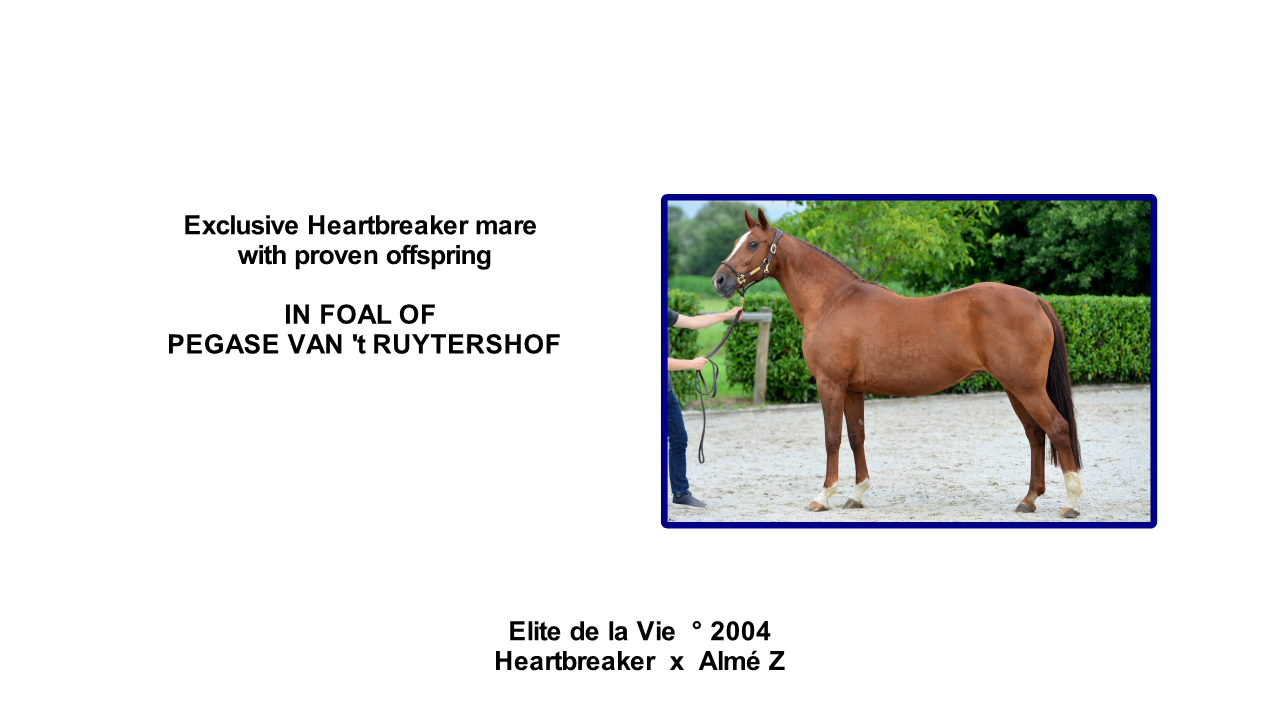 Exclusive Heartbreaker mare
with proven offspring
IN FOAL OF
PEGASE VAN 't RUYTERSHOF
Elite de la Vie ° 2004
Heartbreaker x Almé Z